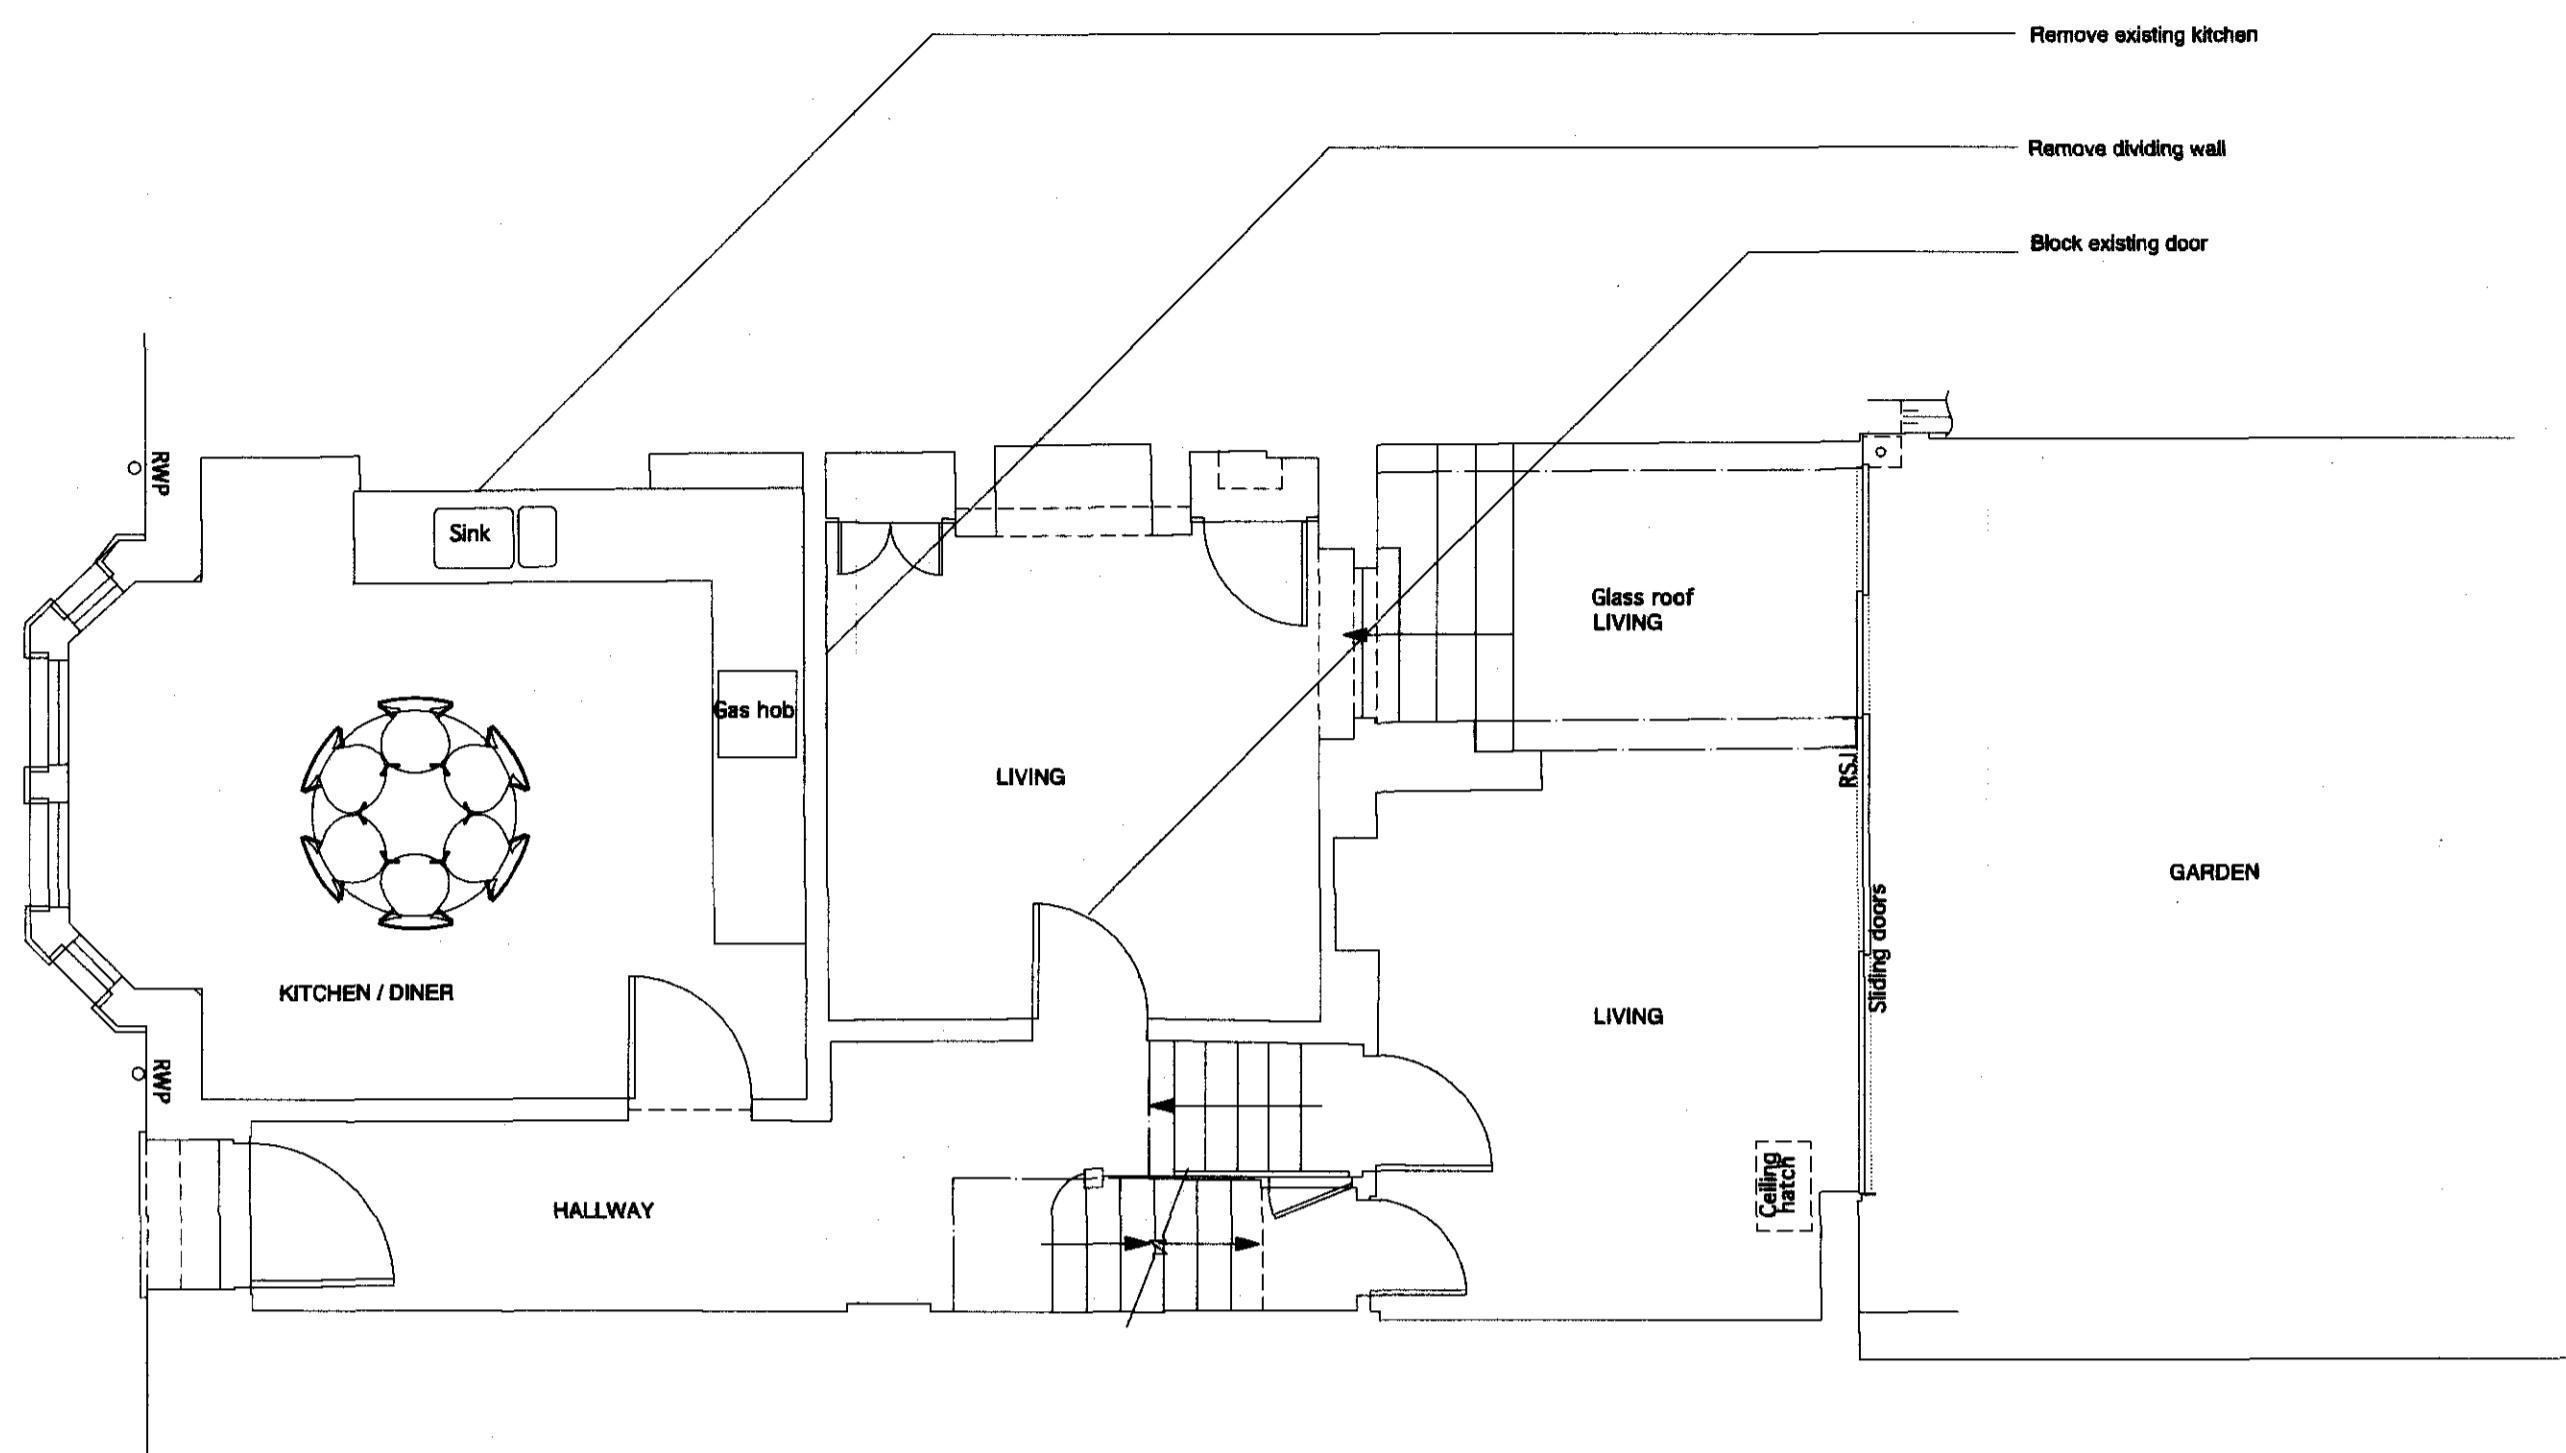 Remove existing kitchen
Remove dividing wall
Block existing door
RWP
Sink
Glass roof
LIVING
Gas hob
LIVING
RSJ
GARDEN
Sliding doors
KITCHEN / DINER
LIVING
RWP
Ceiling
hatch
HALLWAY